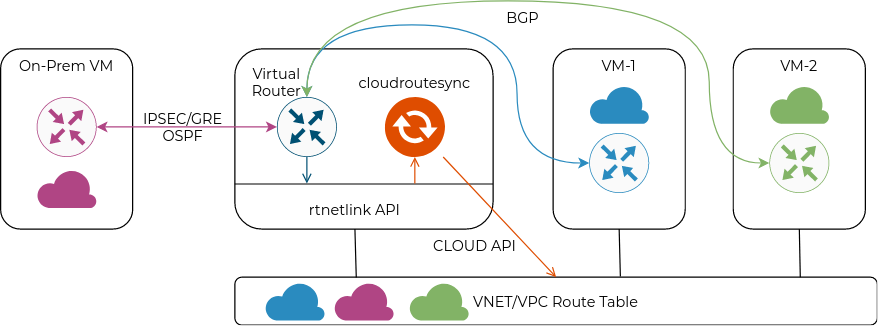 BGP
On-Prem VM
Virtual
Router
cloudroutesync
VM-1
VM-2
IPSEC/GRE
OSPF
rtnetlink API
CLOUD API
VNET/VPC Route Table